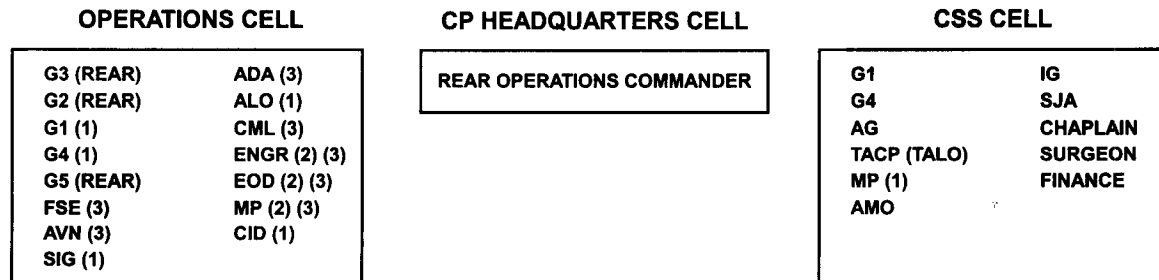 OPERATIONS CELL
G3 (REAR) ADA (3)
G2 (REAR) ALO (1)
G1 (1) CML (3)
G4 (1) ENGR (2) (3)
G5 (REAR) EOD (2) (3)
FSE (3) MP (2) (3)
AVN (3) CID (1)
SIG (1)
CP HEADQUARTERS CELL
REAR OPERATIONS COMMANDER
CSS CELL
G1 IG
G4 SJA
AG CHAPLAIN
TACP (TALO) SURGEON
MP (1) FINANCE
AMO